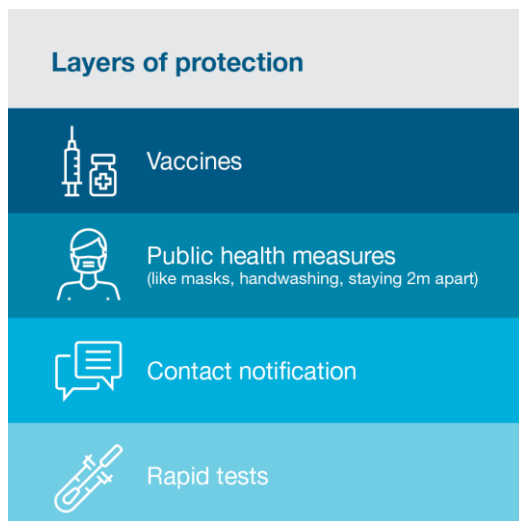 Layers of protection
Vaccines
Public health measures
(like masks, handwashing, staying 2m apart)
Contact notification
Rapid tests